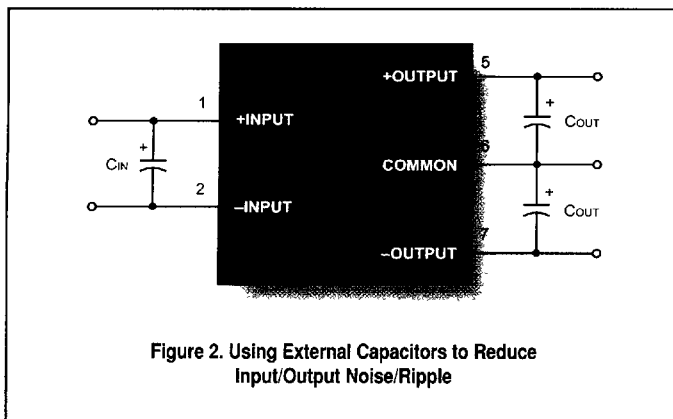 5
+OUTPUT
+
1
+INPUT
COUT
+
CIN
6
COMMON
+
2
–INPUT
COUT
7
–OUTPUT
Figure 2. Using External Capacitors to Reduce
Input/Output Noise/Ripple